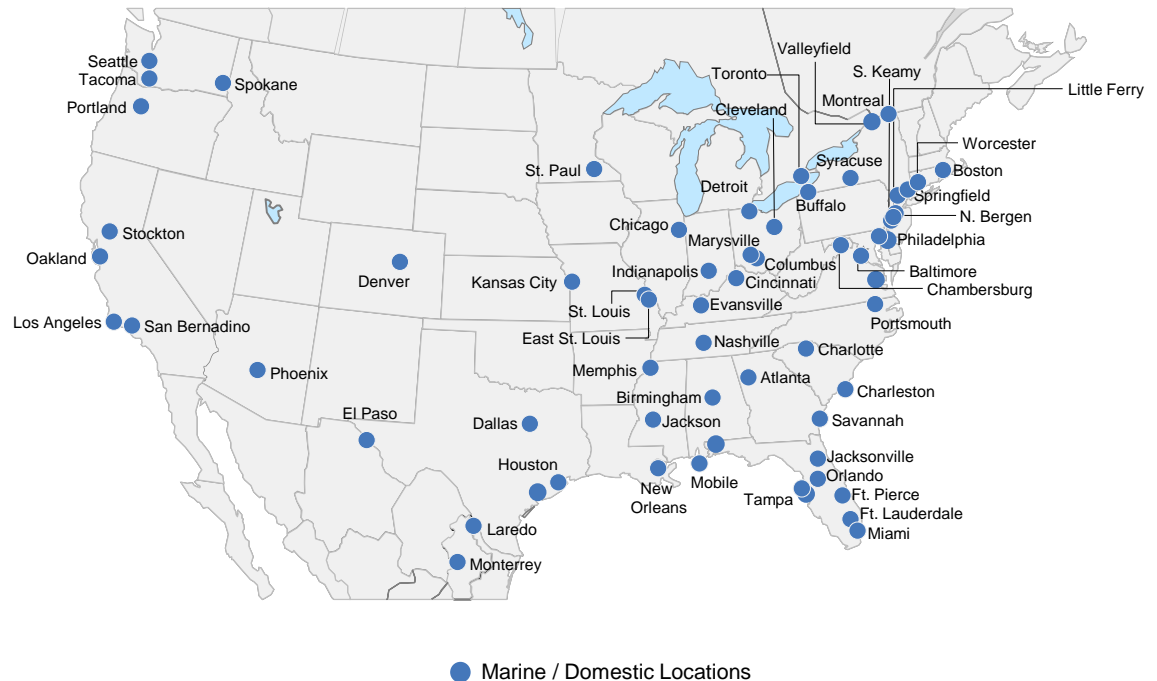 Valleyfield
Seattle
Toronto
S. Keamy
Tacoma
Spokane
Little Ferry
Portland
Montreal
Cleveland
Worcester
St. Paul
Syracuse
Boston
Detroit
Springfield
Buffalo
N. Bergen
Chicago
Stockton
Marysville
Philadelphia
Oakland
Columbus
Indianapolis
Baltimore
Denver
Kansas City
Cincinnati
Chambersburg
Evansville
St. Louis
Los Angeles
San Bernadino
Portsmouth
East St. Louis
Nashville
Charlotte
Phoenix
Memphis
Atlanta
Charleston
Birmingham
El Paso
Dallas
Jackson
Savannah
Jacksonville
Houston
Orlando
New
Orleans
Mobile
Tampa
Ft. Pierce
Ft. Lauderdale
Laredo
Miami
Monterrey
Marine / Domestic Locations